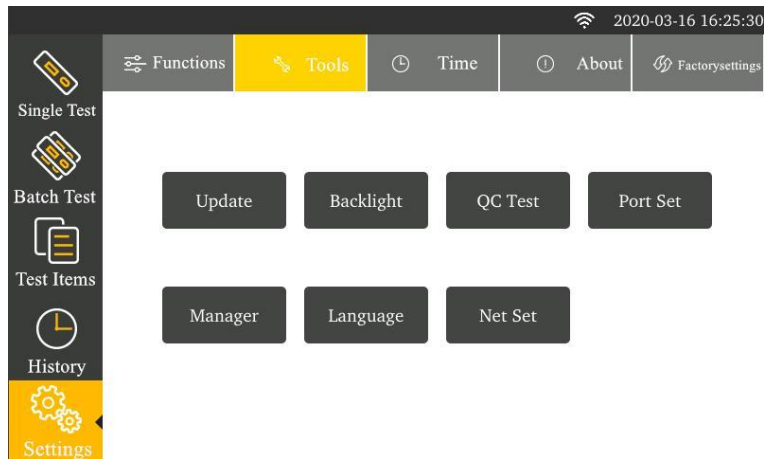 2020-03-16 16:25:30
Functions
Tools
Time
About
Factorysettings
Single Test
Batch Test
Test Items
History
Settings
Update
Backlight
QC Test
Port Set
Manager
Language
Net Set